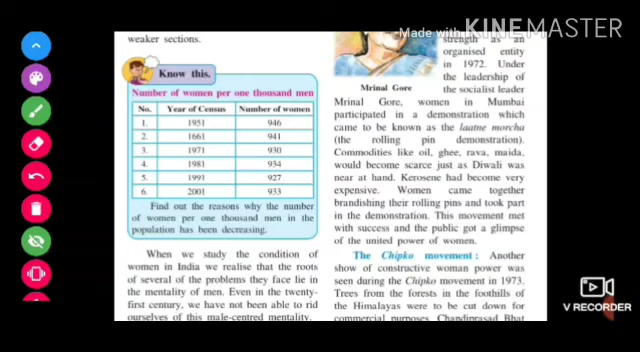 Made with KINEMASTER
weaker sections.
Know this.
Number of women per one thousand men
No. Year of Census Number of women
1. 1951 946
2. 1661 941
3. 1971 930
4. 1981 934
5. 1991 927
6. 2001 933
Find out the reasons why the number
of women per one thousand men in the
population has been decreasing.
When we study the condition of
women in India we realise that the roots
of several of the problems they face lie in
the mentality of men. Even in the twenty-
first century, we have not been able to rid
ourselves of this male-centred mentality.
Mrinal Gore
strength as an
organised entity
in 1972. Under
the leadership of
the socialist leader
Mrinal Gore, women in Mumbai
participated in a demonstration which
came to be known as the laatne morcha
(the rolling pin demonstration).
Commodities like oil, ghee, rava, maida,
would become scarce just as Diwali was
near at hand. Kerosene had become very
expensive. Women came together
brandishing their rolling pins and took part
in the demonstration. This movement met
with success and the public got a glimpse
of the united power of women.
The Chipko movement : Another
show of constructive woman power was
seen during the Chipko movement in 1973.
Trees from the forests in the foothills of
the Himalayas were to be cut down for
commercial purposes. Chandiprasad Bhat
V RECORDER